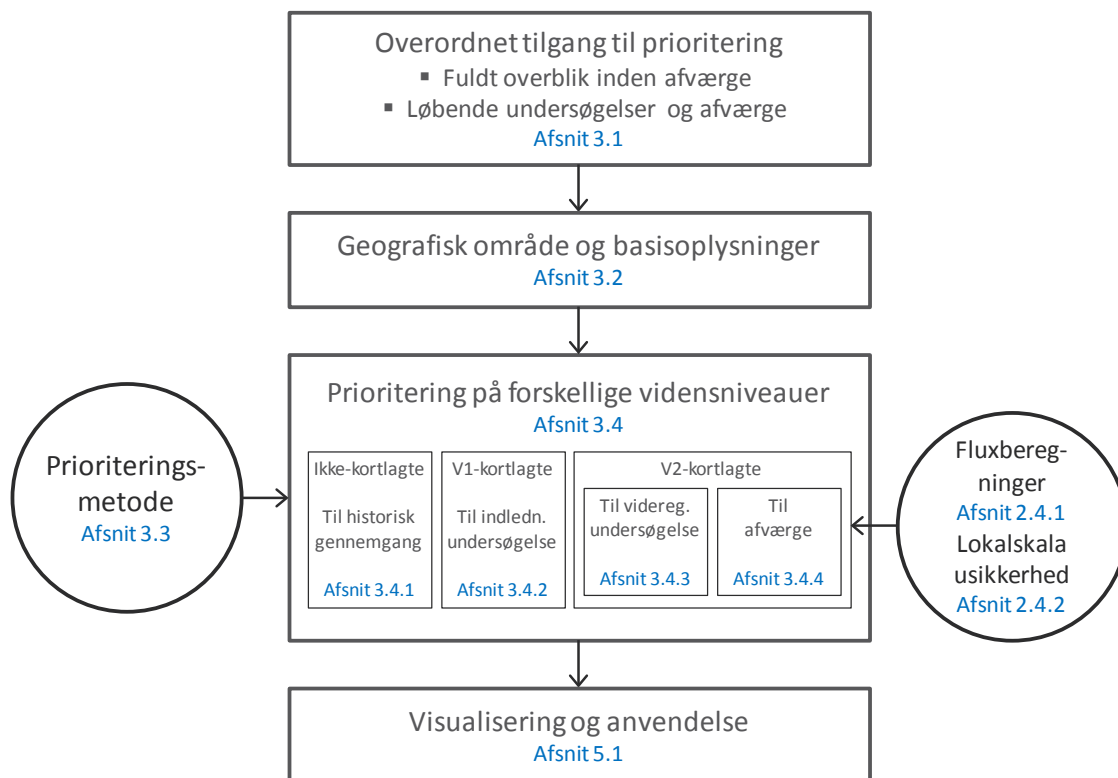 Overordnet tilgang til prioritering
▪ Fuldt overblik inden afværge
▪ Løbende undersøgelser og afværge
Afsnit 3.1
Geografisk område og basisoplysninger
Afsnit 3.2
Prioritering på forskellige vidensniveauer
Afsnit 3.4
Prioriterings-
metode
Afsnit 3.3
Ikke-kortlagte
Til historisk
gennemgang
Afsnit 3.4.1
V1-kortlagte
Til indledn.
undersøgelse
Afsnit 3.4.2
V2-kortlagte
Til videreg.
undersøgelse
Afsnit 3.4.3
Til
afværge
Afsnit 3.4.4
Fluxbereg-
ninger
Afsnit 2.4.1
Lokalskala
usikkerhed
Afsnit 2.4.2
Visualisering og anvendelse
Afsnit 5.1